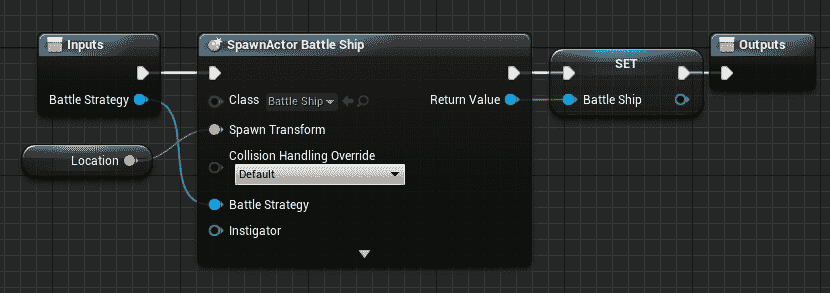 Inputs
Battle Strategy
Location
SpawnActor Battle Ship
Class Battle Ship
Return Value
Spawn Transform
Collision Handling Override
Default
Battle Strategy
Instigator
SET
Battle Ship
Outputs